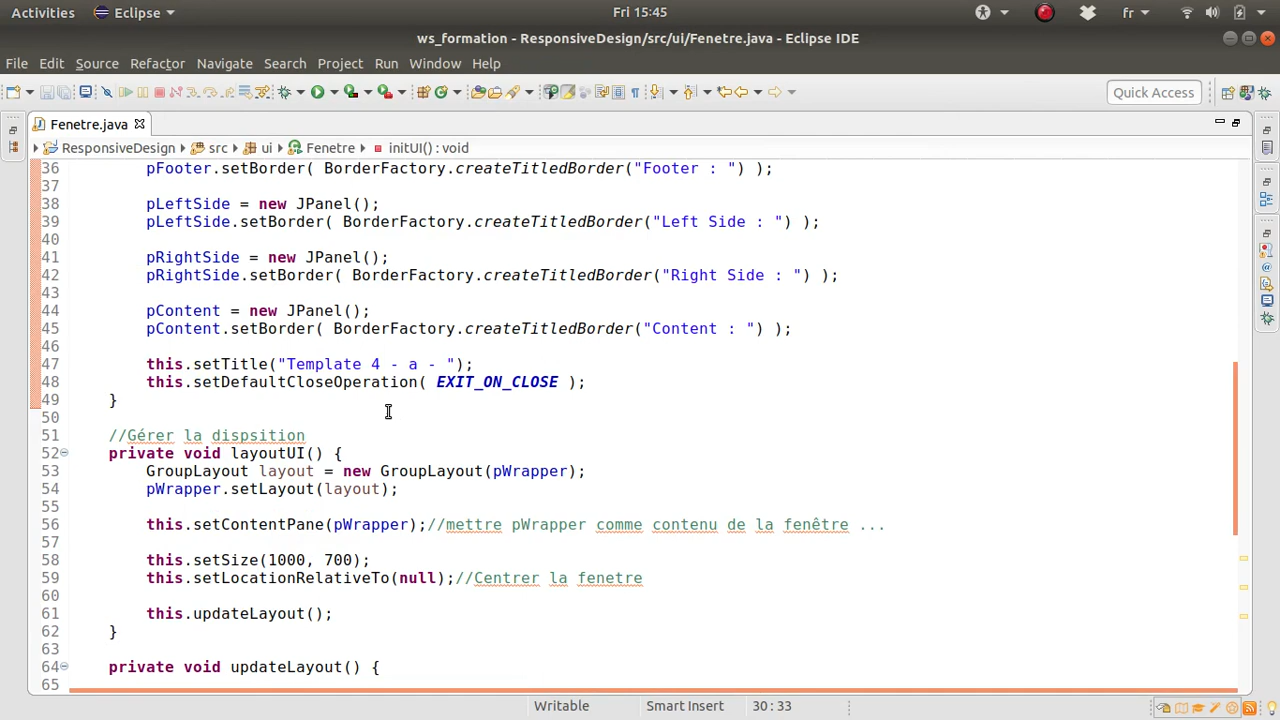 Activities Eclipse Fri 15:45 fr
ws_formation - ResponsiveDesign/src/ui/Fenetre.java - Eclipse IDE
File Edit Source Refactor Navigate Search Project Run Window Help
Quick Access
Fenetre.java
ResponsiveDesign src ui Fenetre initUI() : void
36 pFooter.setBorder( BorderFactory.createTitledBorder("Footer : ") );
37
38 pLeftSide = new JPanel();
39 pLeftSide.setBorder( BorderFactory.createTitledBorder("Left Side : ") );
40
41 pRightSide = new JPanel();
42 pRightSide.setBorder( BorderFactory.createTitledBorder("Right Side : ") );
43
44 pContent = new JPanel();
45 pContent.setBorder( BorderFactory.createTitledBorder("Content : ") );
46
47 this.setTitle("Template 4 - a - ");
48 this.setDefaultCloseOperation( EXIT_ON_CLOSE );
49 }
50
51 //Gérer la dispsition
52 private void layoutUI() {
53 GroupLayout layout = new GroupLayout(pWrapper);
54 pWrapper.setLayout(layout);
55
56 this.setContentPane(pWrapper);//mettre pWrapper comme contenu de la fenêtre ...
57
58 this.setSize(1000, 700);
59 this.setLocationRelativeTo(null);//Centrer la fenetre
60
61 this.updateLayout();
62 }
63
64 private void updateLayout() {
65
Writable Smart Insert 30 : 33